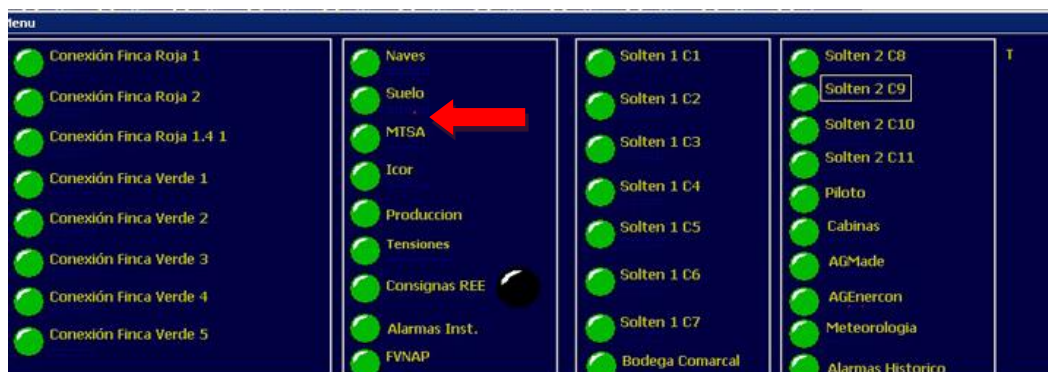 Menu
Conexión Finca Roja 1
Conexión Finca Roja 2
Conexión Finca Roja 1.4 1
Conexión Finca Verde 1
Conexión Finca Verde 2
Conexión Finca Verde 3
Conexión Finca Verde 4
Conexión Finca Verde 5
Naves
Suelo
MTSA
Icor
Produccion
Tensiones
Consignas REE
Alarmas Inst.
FVNAP
Solten 1 C1
Solten 1 C2
Solten 1 C3
Solten 1 C4
Solten 1 C5
Solten 1 C6
Solten 1 C7
Bodega Comarcal
Solten 2 C8
Solten 2 C9
Solten 2 C10
Solten 2 C11
Piloto
Cabinas
AGMade
AGEnercon
Meteorologia
Alarmas Historico
T